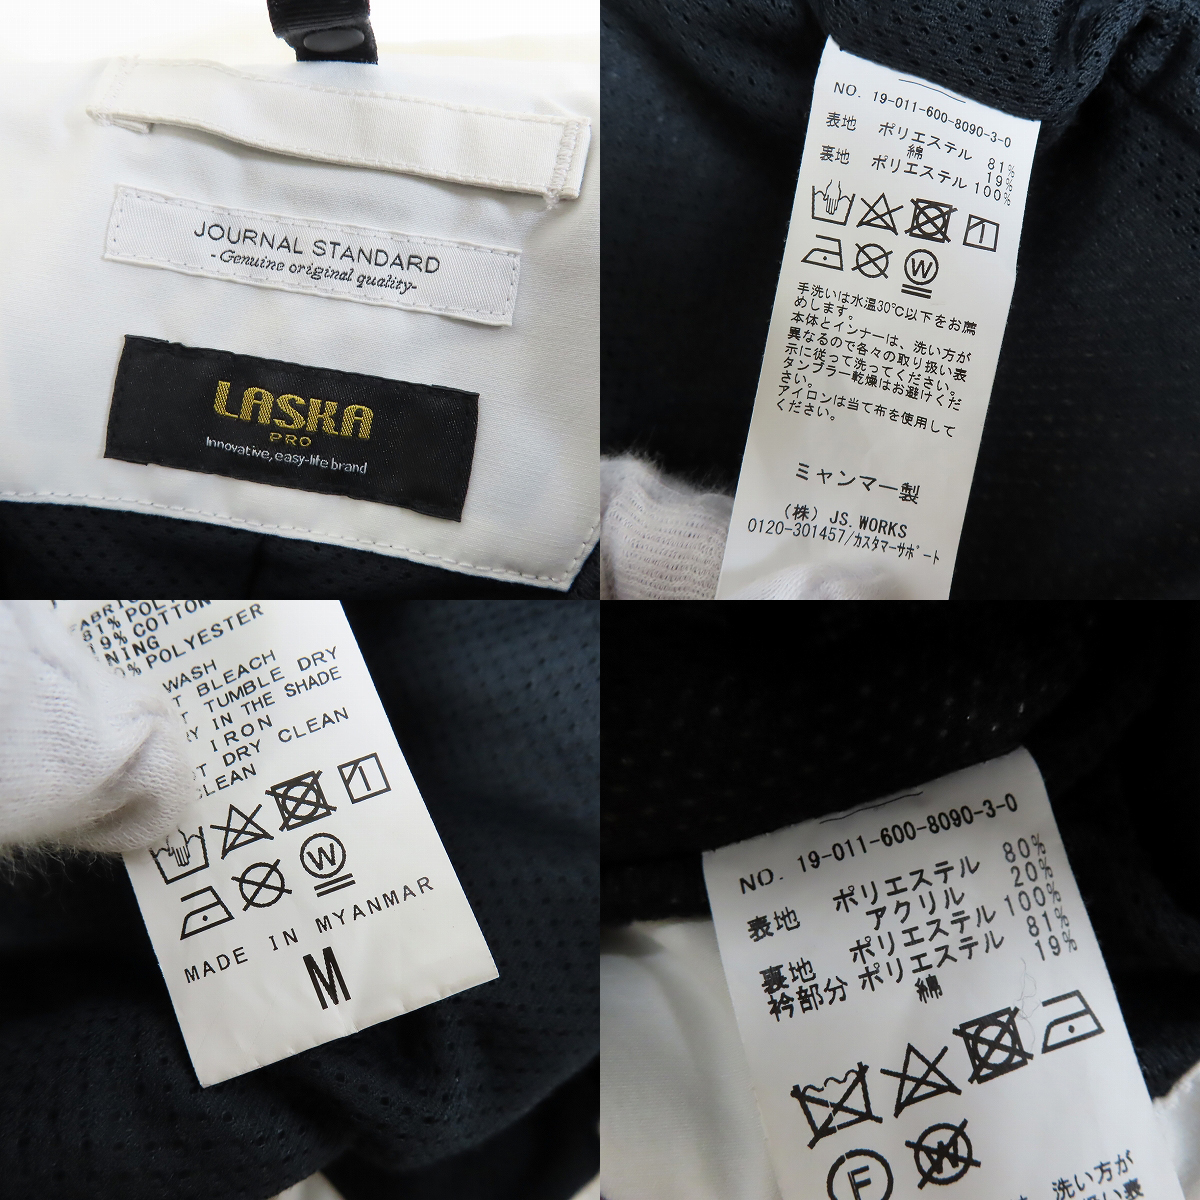 JOURNAL STANDARD
-Genuine original quality-
LASKA
PRO
Innovative, easy-life brand
NO. 19-011-600-8090-3-0
表地 ポリエステル 81%
綿 19%
裏地 ポリエステル 100%
1
W
手洗いは水温30℃以下をお薦
めします。
本体とインナーは、洗い方が
異なるので各々の取り扱い表
示に従って洗ってください。
タンブラー乾燥はお避けくだ
さい。
アイロンは当て布を使用して
ください。
ミャンマー製
(株) JS.WORKS
0120-301457/カスタマーサポート
81% POLY
19% COTTON
NING
0% POLYESTER
WASH
T BLEACH
T TUMBLE DRY
RY IN THE SHADE
IRON
T DRY CLEAN
CLEAN
1
W
MADE IN MYANMAR
M
NO. 19-011-600-8090-3-0
表地 ポリエステル 80%
アクリル 20%
裏地 ポリエステル 100%
衿部分 ポリエステル 81%
綿 19%
F
W
洗い方が